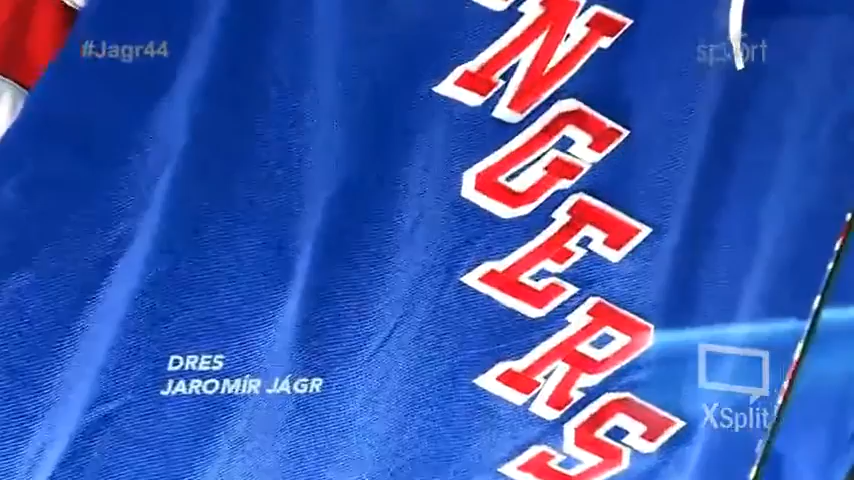 #Jagr44
sport
NGERS
DRES
JAROMÍR JÁGR
XSplit